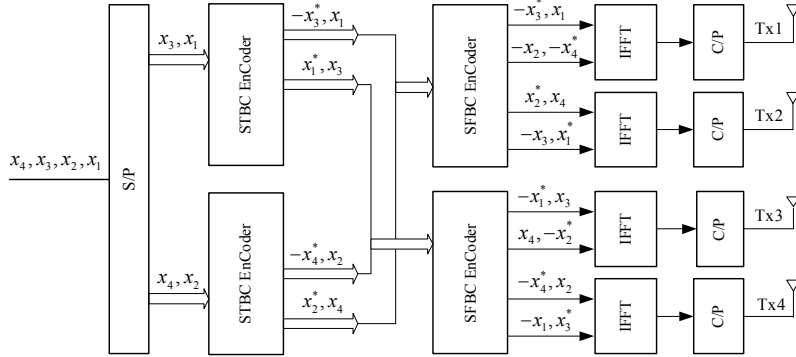 x₄, x₃, x₂, x₁
S/P
x₃, x₁
x₄, x₂
STBC EnCoder
−x₃*, x₁
x₁*, x₃
STBC EnCoder
−x₄*, x₂
x₂*, x₄
SFBC EnCoder
−x₃*, x₁
−x₂, −x₄*
x₂*, x₄
−x₃, x₁*
SFBC EnCoder
−x₁*, x₃
x₄, −x₂*
−x₄*, x₂
−x₁, x₃*
IFFT
C/P
Tx1
IFFT
C/P
Tx2
IFFT
C/P
Tx3
IFFT
C/P
Tx4